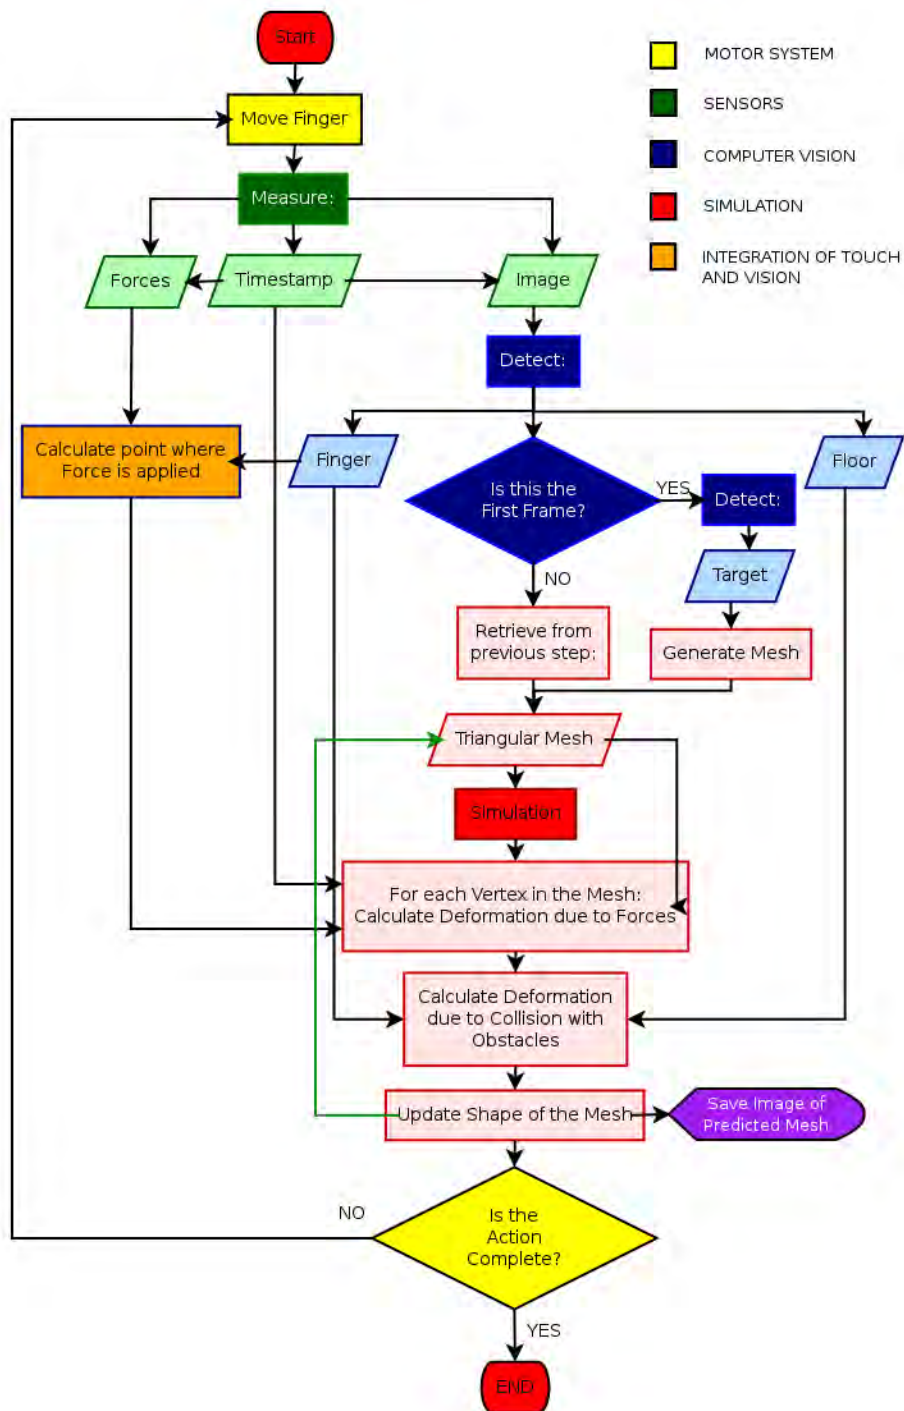 Start
MOTOR SYSTEM
Move Finger
SENSORS
COMPUTER VISION
Measure:
SIMULATION
INTEGRATION OF TOUCH
AND VISION
Forces
Timestamp
Image
Detect:
Calculate point where
Force is applied
Finger
Is this the
First Frame?
YES
Detect:
Floor
NO
Target
Retrieve from
previous step:
Generate Mesh
Triangular Mesh
Simulation
For each Vertex in the Mesh:
Calculate Deformation due to Forces
Calculate Deformation
due to Collision with
Obstacles
Update Shape of the Mesh
Save Image of
Predicted Mesh
NO
Is the
Action
Complete?
YES
END